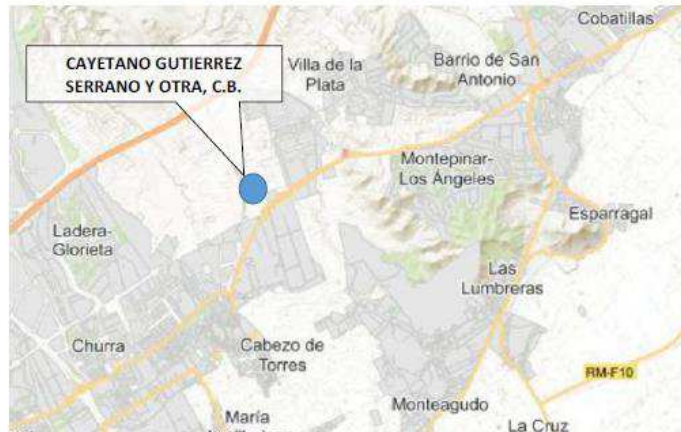 Cobatillas
CAYETANO GUTIERREZ
SERRANO Y OTRA, C.B.
Villa de la
Plata
Barrio de San
Antonio
Montepinar-
Los Ángeles
Ladera-
Glorieta
Esparragal
Las
Lumbreras
Churra
Cabezo de
Torres
RM-F10
María
Monteagudo
La Cruz